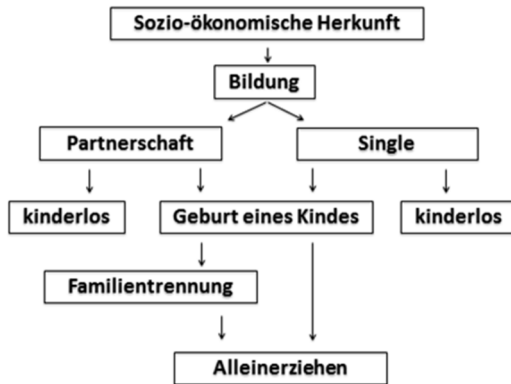 Sozio-ökonomische Herkunft
Bildung
Partnerschaft
Single
kinderlos
Geburt eines Kindes
kinderlos
Familientrennung
Alleinerziehen